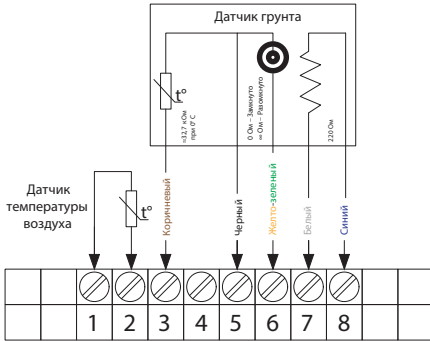 Датчик грунта
t°
≈32,7 кОм
при 0° С
0 Ом – Замкнуто
∞ Ом – Разомкнуто
220 Ом
Датчик
температуры
воздуха
t°
Коричневый
Черный
Желто-зеленый
Белый
Синий
1 2 3 4 5 6 7 8